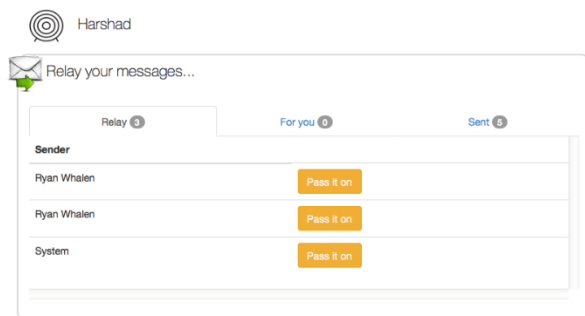 Harshad
Relay your messages...
Relay 3 For you 0 Sent 5
Sender
Ryan Whalen Pass it on
Ryan Whalen Pass it on
System Pass it on